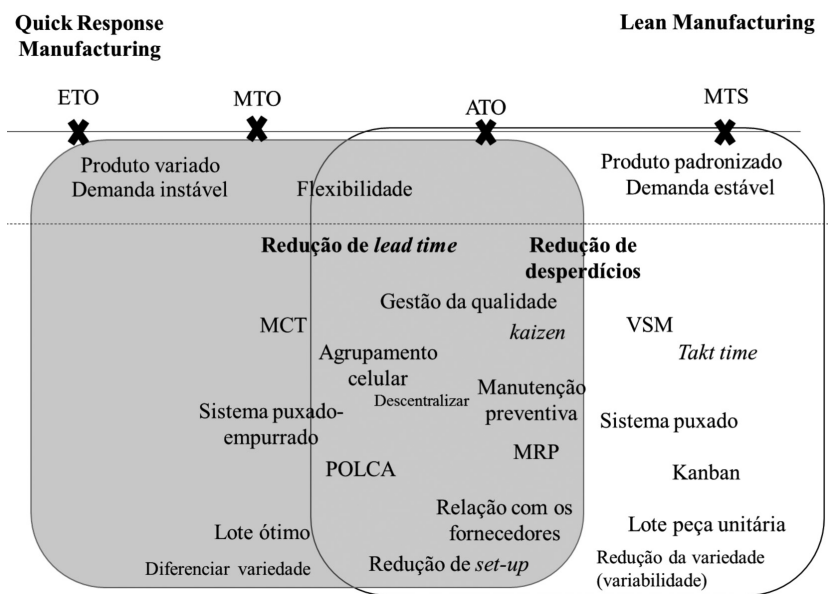 Quick Response
Manufacturing
Lean Manufacturing
ETO
MTO
ATO
MTS
Produto variado
Demanda instável
Flexibilidade
Produto padronizado
Demanda estável
Redução de lead time
Redução de
desperdícios
Gestão da qualidade
MCT
kaizen
VSM
Takt time
Agrupamento
celular
Descentralizar
Manutenção
preventiva
Sistema puxado-
empurrado
Sistema puxado
MRP
POLCA
Kanban
Relação com os
fornecedores
Lote ótimo
Lote peça unitária
Diferenciar variedade
Redução de set-up
Redução da variedade
(variabilidade)